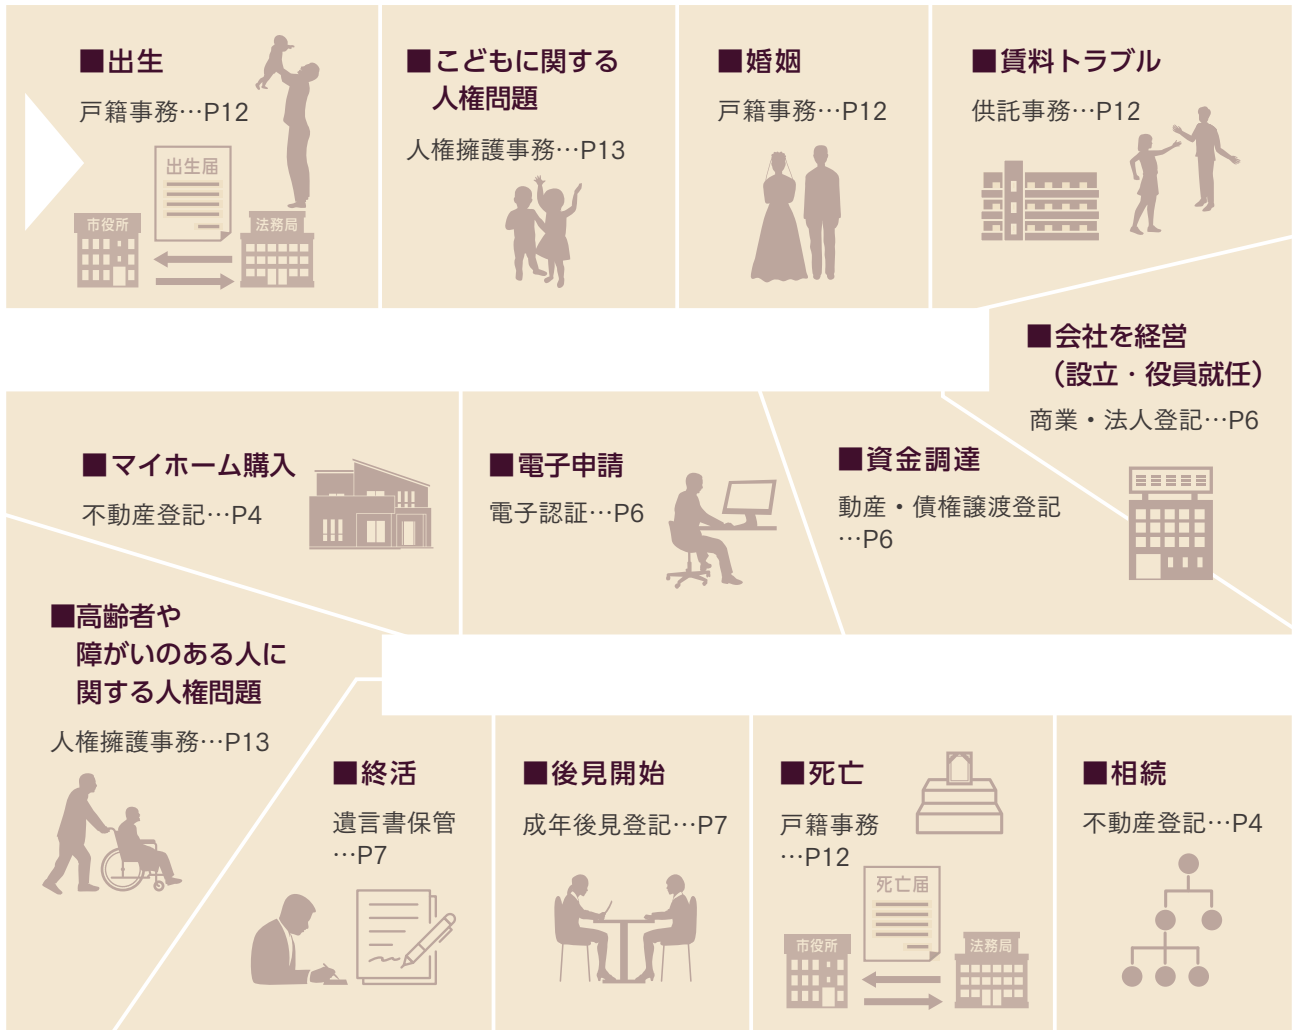 ■出生
戸籍事務…P12
出生届
市役所
法務局
■こどもに関する
人権問題
人権擁護事務…P13
■婚姻
戸籍事務…P12
■賃料トラブル
供託事務…P12
■会社を経営
（設立・役員就任）
商業・法人登記…P6
■資金調達
動産・債権譲渡登記
…P6
■電子申請
電子認証…P6
■マイホーム購入
不動産登記…P4
■高齢者や
障がいのある人に
関する人権問題
人権擁護事務…P13
■終活
遺言書保管
…P7
■後見開始
成年後見登記…P7
■死亡
戸籍事務
…P12
死亡届
市役所
法務局
■相続
不動産登記…P4